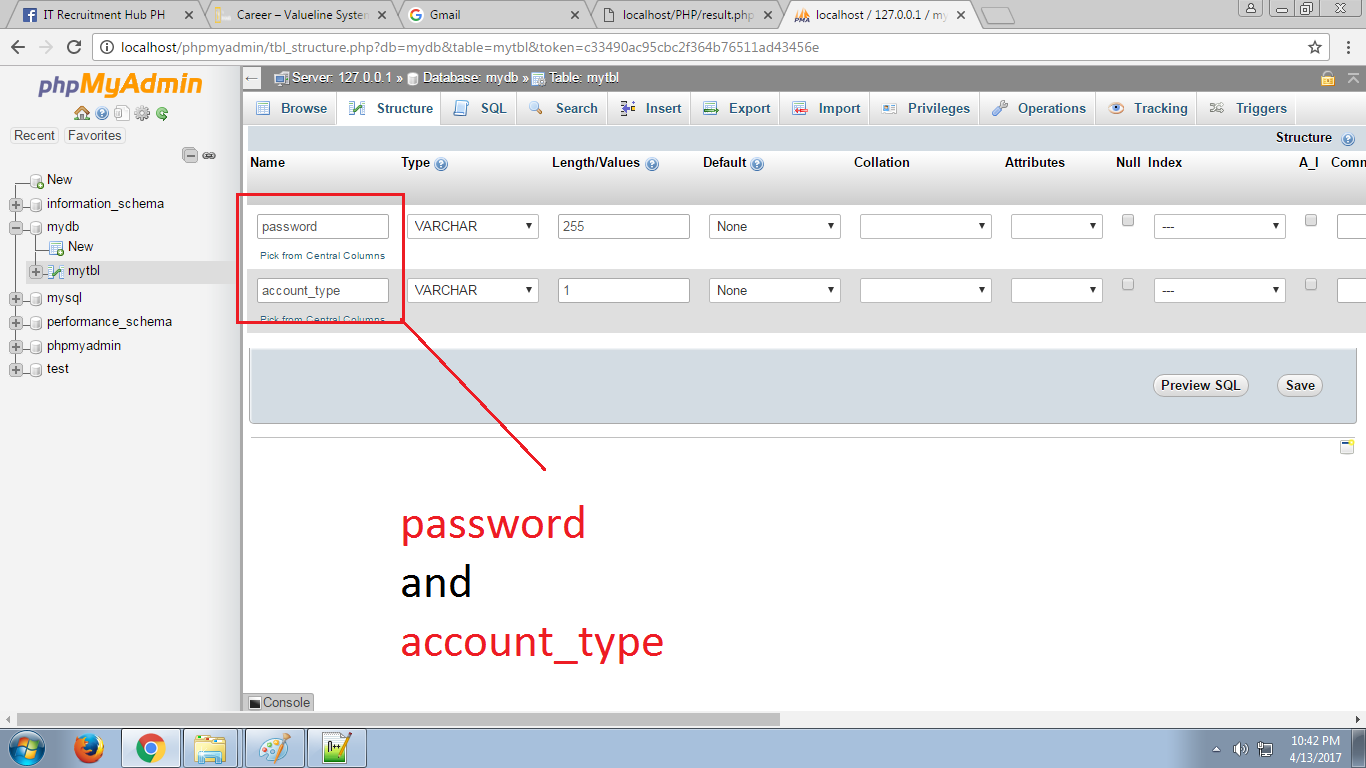 IT Recruitment Hub PH
Career – Valueline System
Gmail
localhost/PHP/result.php
localhost / 127.0.0.1 / my
localhost/phpmyadmin/tbl_structure.php?db=mydb&table=mytbl&token=c33490ac95cbc2f364b76511ad43456e
phpMyAdmin
Recent Favorites
New
information_schema
mydb
New
mytbl
mysql
performance_schema
phpmyadmin
test
Server: 127.0.0.1 » Database: mydb » Table: mytbl
Browse Structure SQL Search Insert Export Import Privileges Operations Tracking Triggers
Structure
Name Type Length/Values Default Collation Attributes Null Index A_I Comm
password VARCHAR 255 None ---
Pick from Central Columns
account_type VARCHAR 1 None ---
Pick from Central Columns
Preview SQL Save
password
and
account_type
Console
10:42 PM
4/13/2017